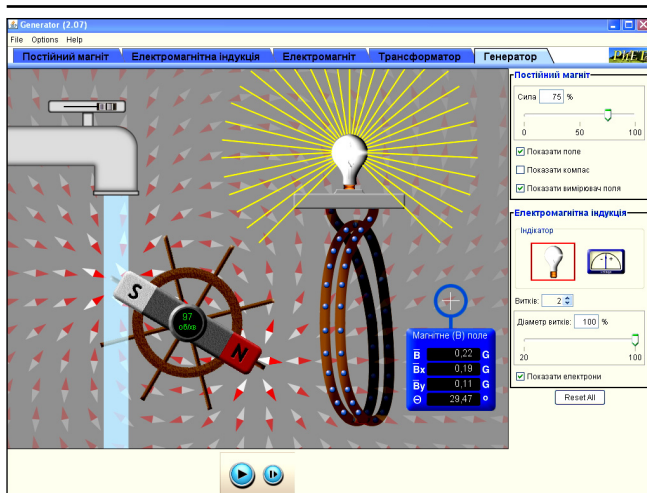 Generator (2.07)
File Options Help
Постійний магніт Електромагнітна індукція Електромагніт Трансформатор Генератор
PhET
Постійний магніт
Сила 75 %
0 50 100
Показати поле
Показати компас
Показати вимірювач поля
Електромагнітна індукція
Індікатор
Витків: 2
Діаметр витків: 100 %
20 100
Показати електрони
Reset All
S
97
об/хв
N
Магнітне (В) поле
B 0,22 G
Bx 0,19 G
By 0,11 G
Θ 29,47 °